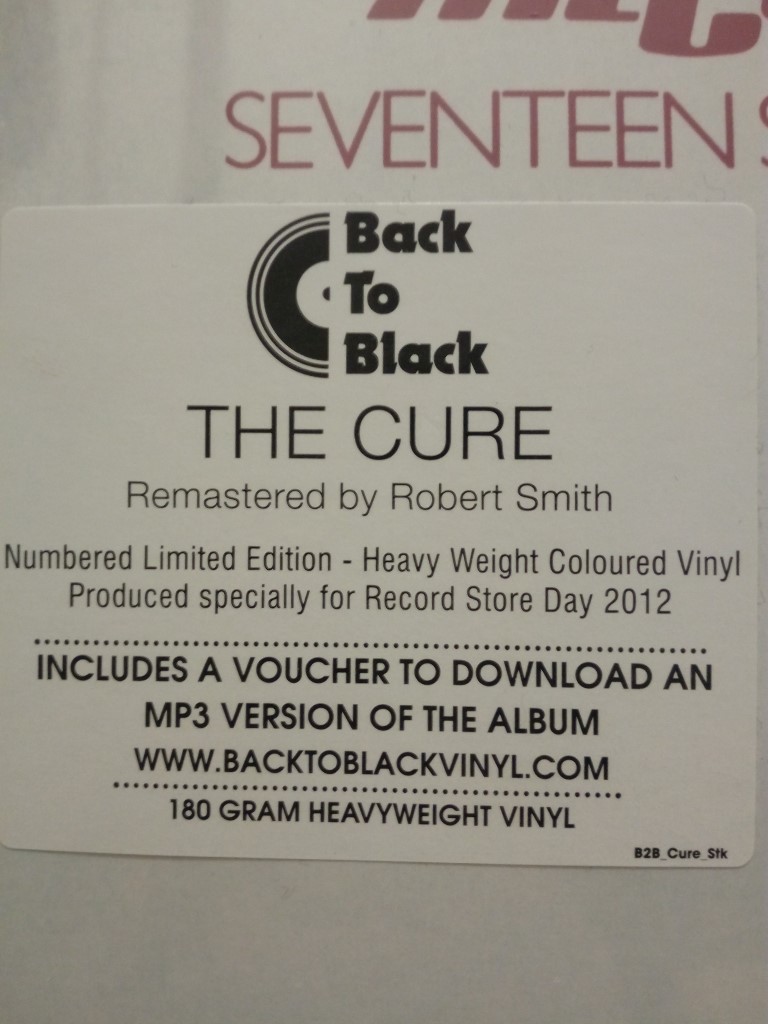 SEVENTEEN S
Back
To
Black
THE CURE
Remastered by Robert Smith
Numbered Limited Edition - Heavy Weight Coloured Vinyl
Produced specially for Record Store Day 2012
INCLUDES A VOUCHER TO DOWNLOAD AN
MP3 VERSION OF THE ALBUM
WWW.BACKTOBLACKVINYL.COM
180 GRAM HEAVYWEIGHT VINYL
B2B_Cure_Stk